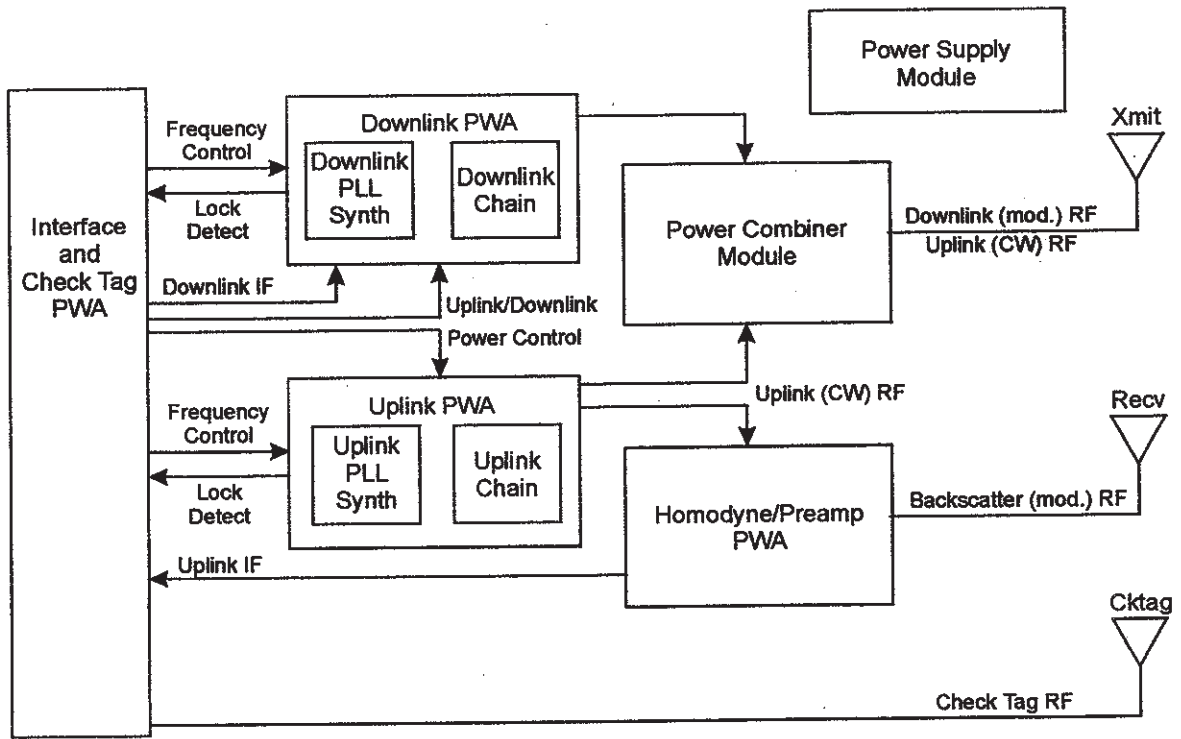 Power Supply
Module
Xmit
Downlink PWA
Frequency
Control
Downlink
PLL
Synth
Downlink
Chain
Lock
Detect
Interface
and
Check Tag
PWA
Power Combiner
Module
Downlink (mod.) RF
Uplink (CW) RF
Downlink IF
Uplink/Downlink
Power Control
Uplink PWA
Uplink (CW) RF
Recv
Frequency
Control
Uplink
PLL
Synth
Uplink
Chain
Lock
Detect
Homodyne/Preamp
PWA
Backscatter (mod.) RF
Uplink IF
Cktag
Check Tag RF